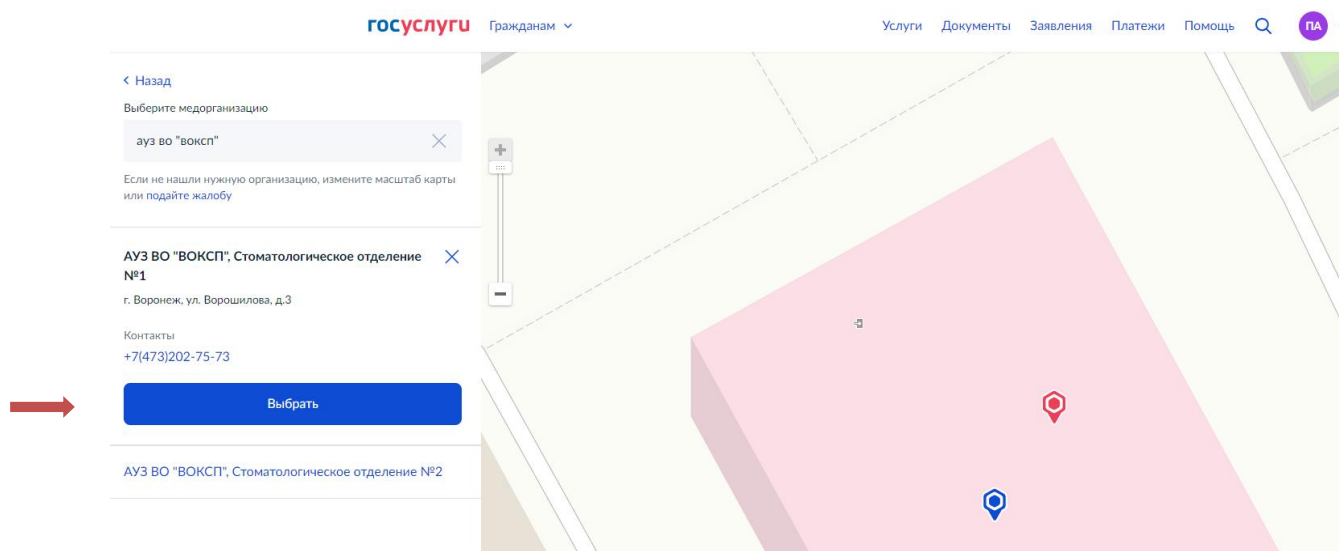 госуслуги Гражданам Услуги Документы Заявления Платежи Помощь ПА
Назад
Выберите медорганизацию
ауз во "воксп"
Если не нашли нужную организацию, измените масштаб карты
или подайте жалобу
АУЗ ВО "ВОКСП", Стоматологическое отделение
№1
г. Воронеж, ул. Ворошилова, д.3
Контакты
+7(473)202-75-73
Выбрать
АУЗ ВО "ВОКСП", Стоматологическое отделение №2